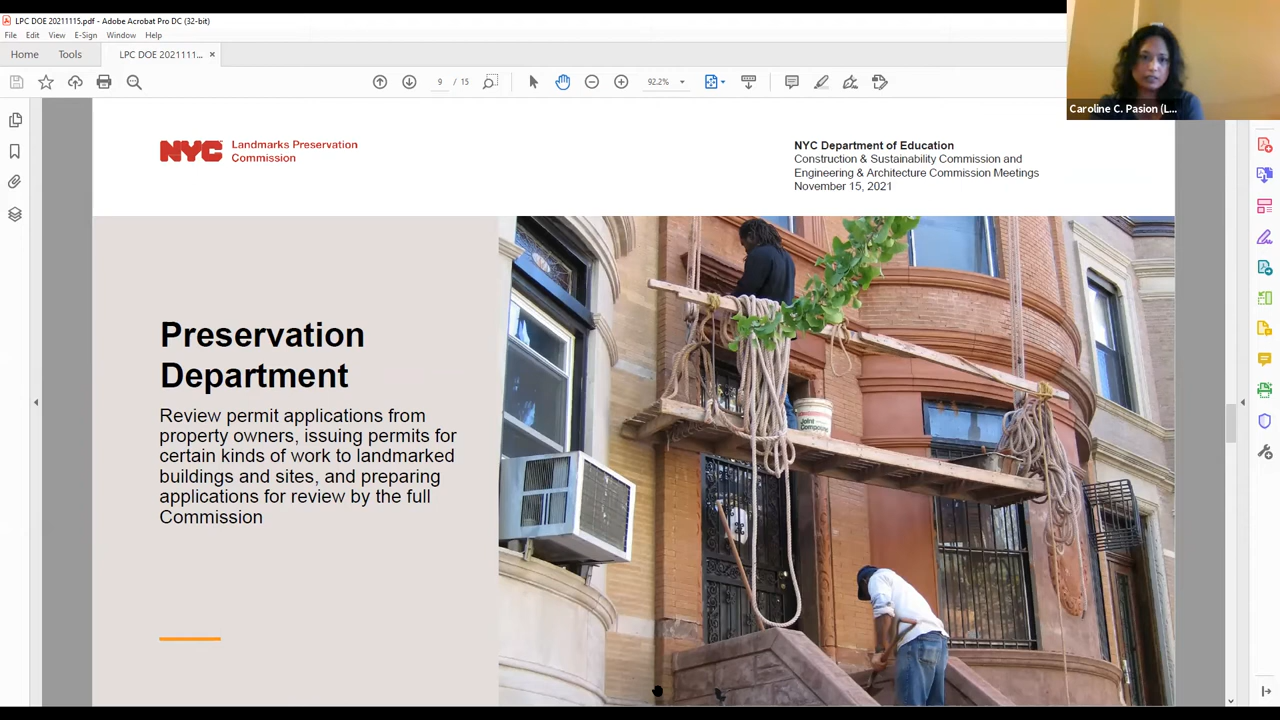 LPC DOE 20211115.pdf - Adobe Acrobat Pro DC (32-bit)
File Edit View E-Sign Window Help
Home Tools LPC DOE 2021111... ×
9 / 15 92.2%
Caroline C. Pasion (L...
NYC Landmarks Preservation
Commission
NYC Department of Education
Construction & Sustainability Commission and
Engineering & Architecture Commission Meetings
November 15, 2021
Preservation
Department
Review permit applications from
property owners, issuing permits for
certain kinds of work to landmarked
buildings and sites, and preparing
applications for review by the full
Commission
Joint
Compound